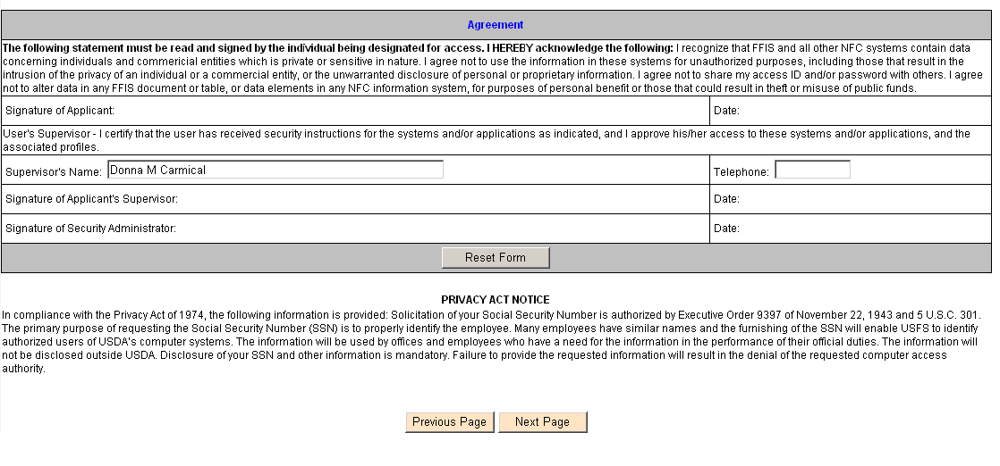 Agreement
The following statement must be read and signed by the individual being designated for access. I HEREBY acknowledge the following: I recognize that FFIS and all other NFC systems contain data
concerning individuals and commericial entities which is private or sensitive in nature. I agree not to use the information in these systems for unauthorized purposes, including those that result in the
intrusion of the privacy of an individual or a commercial entity, or the unwarranted disclosure of personal or proprietary information. I agree not to share my access ID and/or password with others. I agree
not to alter data in any FFIS document or table, or data elements in any NFC information system, for purposes of personal benefit or those that could result in theft or misuse of public funds.
Signature of Applicant: Date:
User's Supervisor - I certify that the user has received security instructions for the systems and/or applications as indicated, and I approve his/her access to these systems and/or applications, and the
associated profiles.
Supervisor's Name: Donna M Carmical Telephone:
Signature of Applicant's Supervisor: Date:
Signature of Security Administrator: Date:
Reset Form
PRIVACY ACT NOTICE
In compliance with the Privacy Act of 1974, the following information is provided: Solicitation of your Social Security Number is authorized by Executive Order 9397 of November 22, 1943 and 5 U.S.C. 301.
The primary purpose of requesting the Social Security Number (SSN) is to properly identify the employee. Many employees have similar names and the furnishing of the SSN will enable USFS to identify
authorized users of USDA's computer systems. The information will be used by offices and employees who have a need for the information in the performance of their official duties. The information will
not be disclosed outside USDA. Disclosure of your SSN and other information is mandatory. Failure to provide the requested information will result in the denial of the requested computer access
authority.
Previous Page Next Page